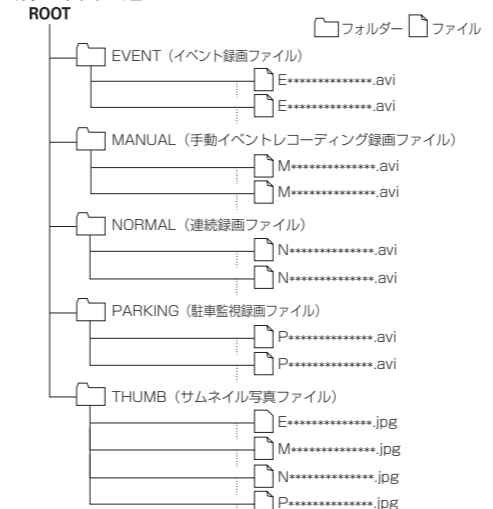 ROOT
フォルダー ファイル
EVENT（イベント録画ファイル）
E**************.avi
E**************.avi
MANUAL（手動イベントレコーディング録画ファイル）
M**************.avi
M**************.avi
NORMAL（連続録画ファイル）
N**************.avi
N**************.avi
PARKING（駐車監視録画ファイル）
P**************.avi
P**************.avi
THUMB（サムネイル写真ファイル）
E**************.jpg
M**************.jpg
N**************.jpg
P**************.jpg